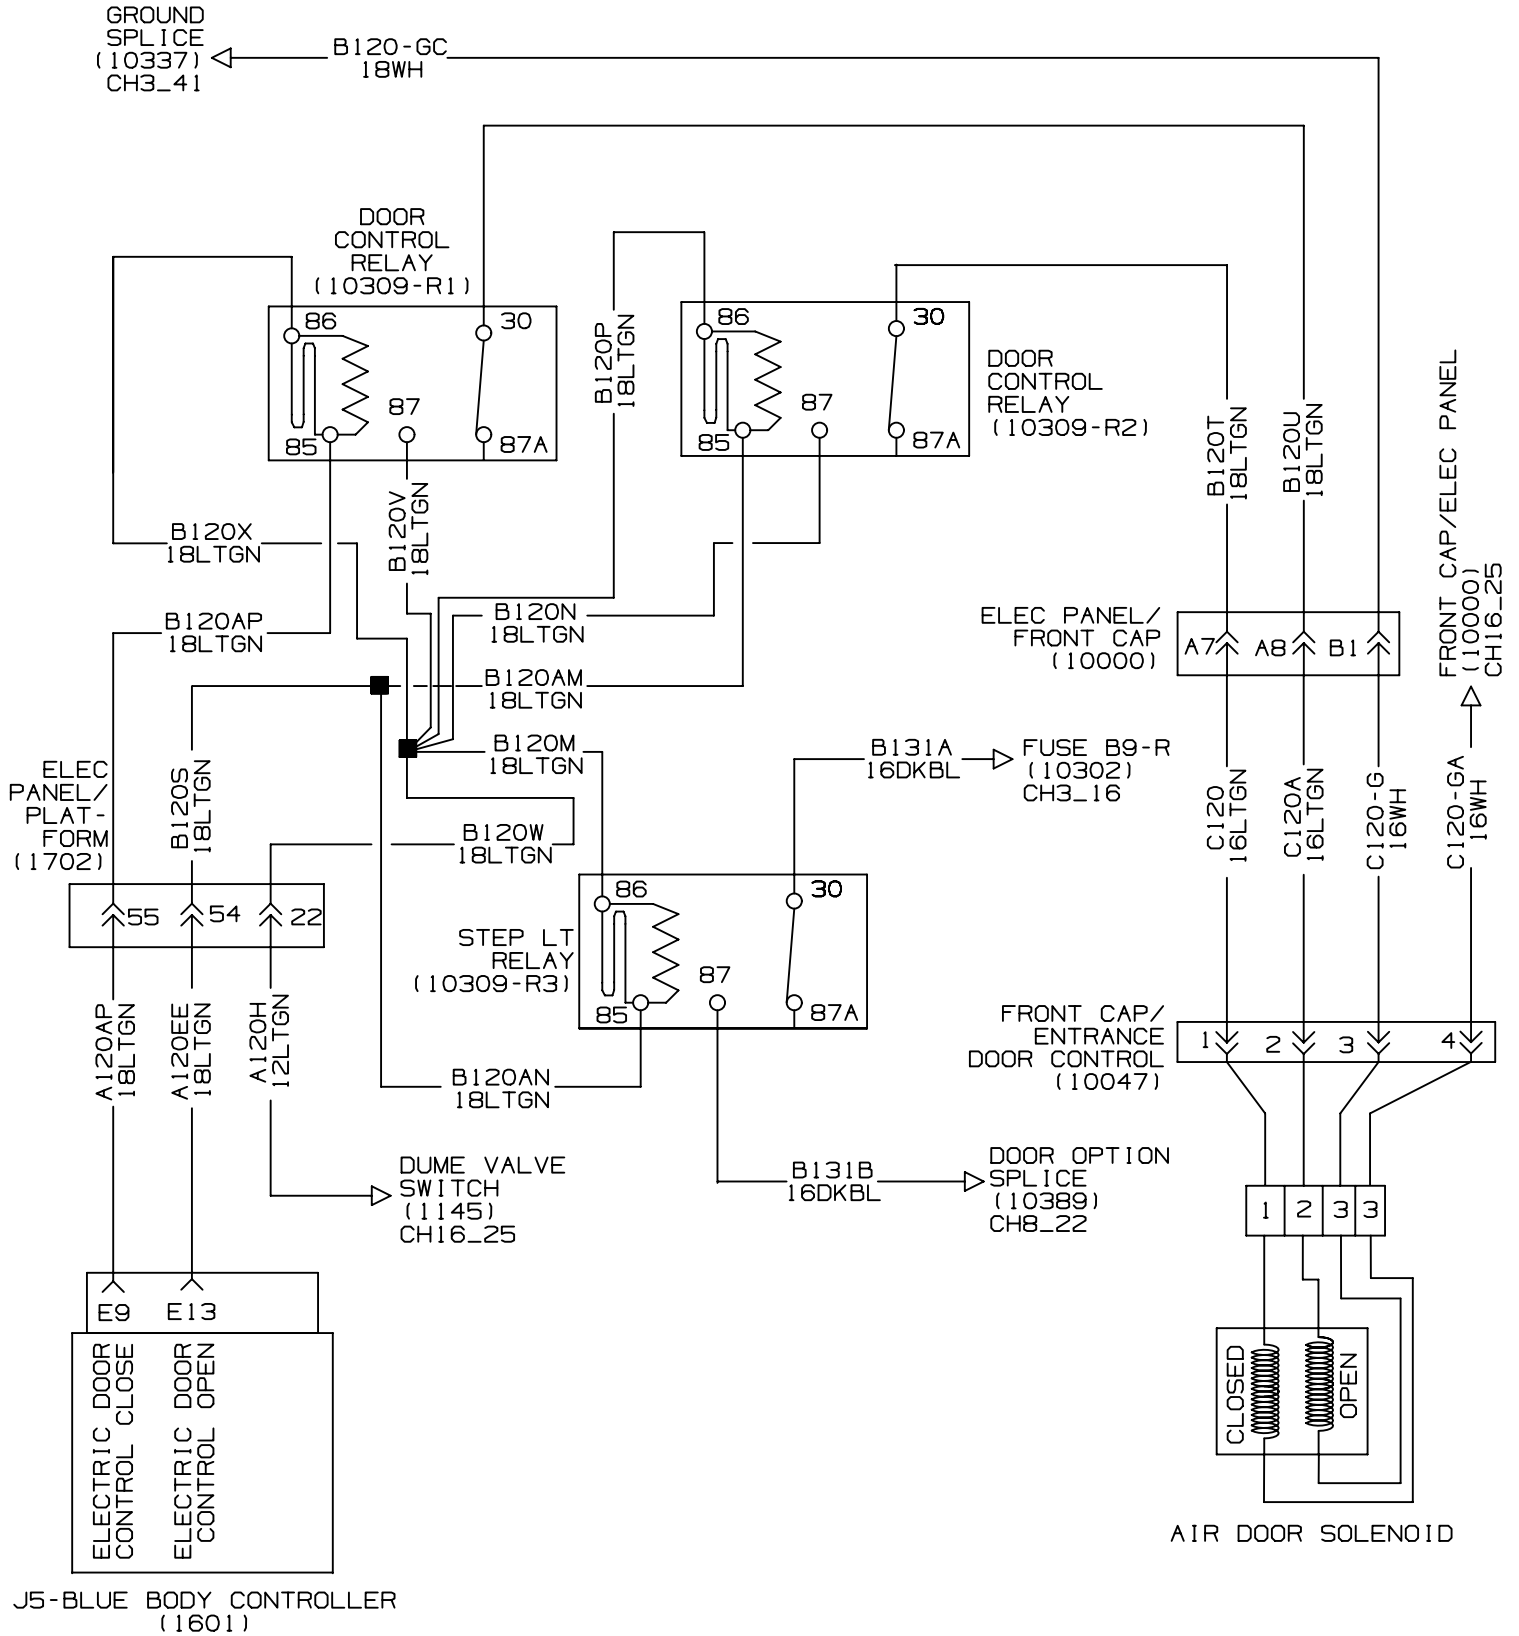 GROUND
SPLICE
(10337)
CH3_41
B120-GC
18WH
DOOR
CONTROL
RELAY
(10309-R1)
86
30
87
85
87A
B120P
18LTGN
86
30
87
85
87A
DOOR
CONTROL
RELAY
(10309-R2)
B120T
18LTGN
B120U
18LTGN
FRONT CAP/ELEC PANEL
(10000)
CH16_25
B120X
18LTGN
B120V
18LTGN
B120AP
18LTGN
B120N
18LTGN
B120AM
18LTGN
B120M
18LTGN
ELEC PANEL/
FRONT CAP
(10000)
A7
A8
B1
B131A
16DKBL
FUSE B9-R
(10302)
CH3_16
ELEC
PANEL/
PLAT-
FORM
(1702)
B120S
18LTGN
B120W
18LTGN
C120
16LTGN
C120A
16LTGN
C120-G
16WH
C120-GA
16WH
55
54
22
STEP LT
RELAY
(10309-R3)
86
30
87
85
87A
A120AP
18LTGN
A120EE
18LTGN
A120H
12LTGN
B120AN
18LTGN
FRONT CAP/
ENTRANCE
DOOR CONTROL
(10047)
1
2
3
4
DUME VALVE
SWITCH
(1145)
CH16_25
B131B
16DKBL
DOOR OPTION
SPLICE
(10389)
CH8_22
1
2
3
3
E9
E13
ELECTRIC DOOR
CONTROL CLOSE
ELECTRIC DOOR
CONTROL OPEN
CLOSED
OPEN
AIR DOOR SOLENOID
J5-BLUE BODY CONTROLLER
(1601)